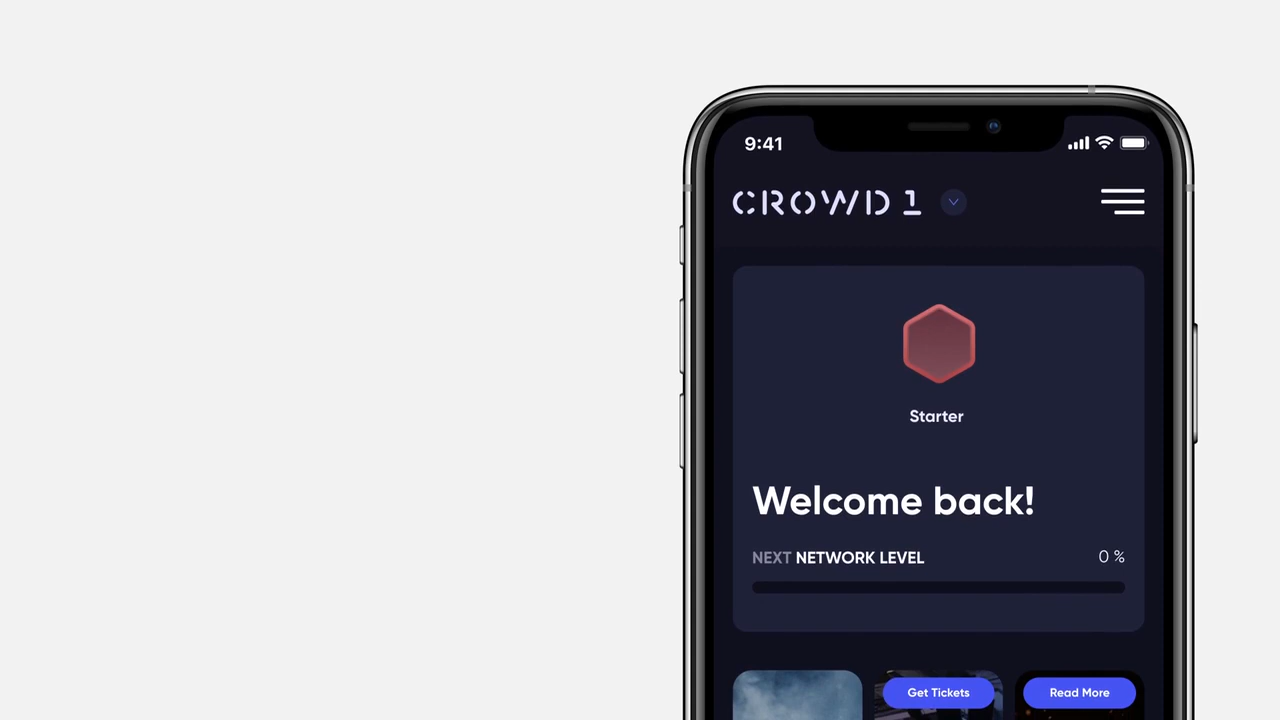 9:41
CROWD 1
Starter
Welcome back!
NEXT NETWORK LEVEL 0 %
Get Tickets Read More